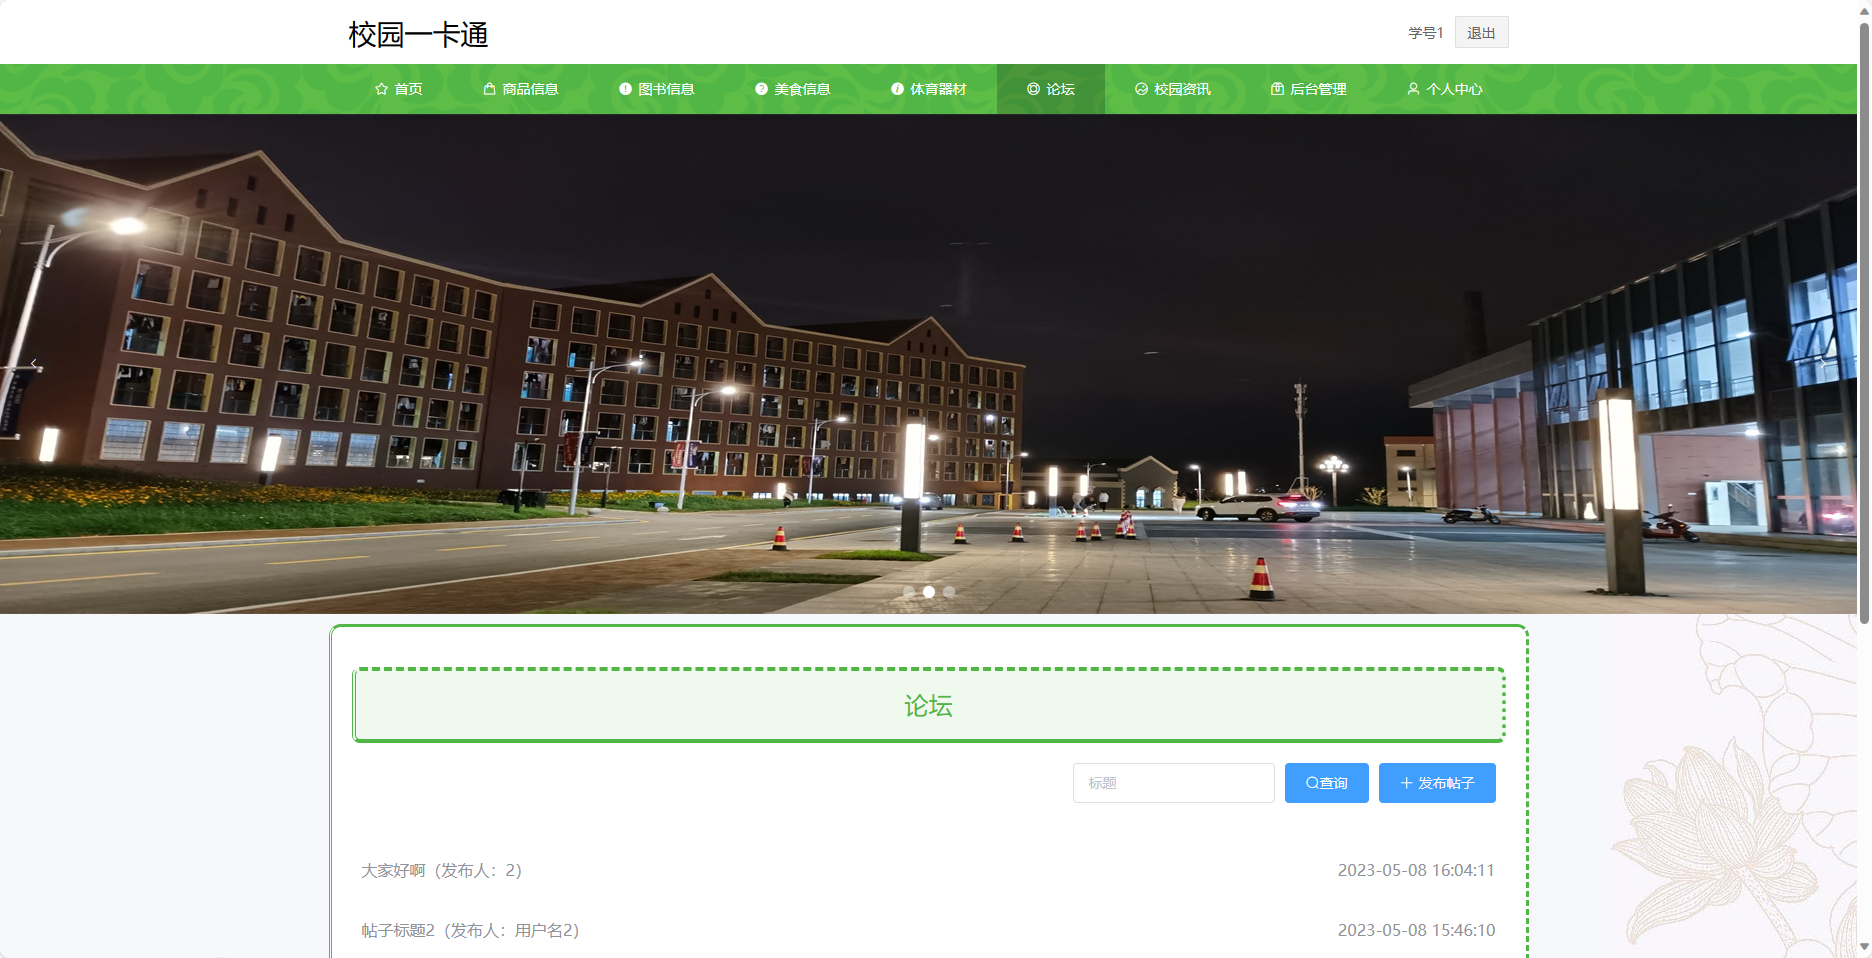 校园一卡通
学号1 退出
首页 商品信息 图书信息 美食信息 体育器材 论坛 校园资讯 后台管理 个人中心
论坛
标题 查询 发布帖子
大家好啊（发布人：2） 2023-05-08 16:04:11
帖子标题2（发布人：用户名2） 2023-05-08 15:46:10